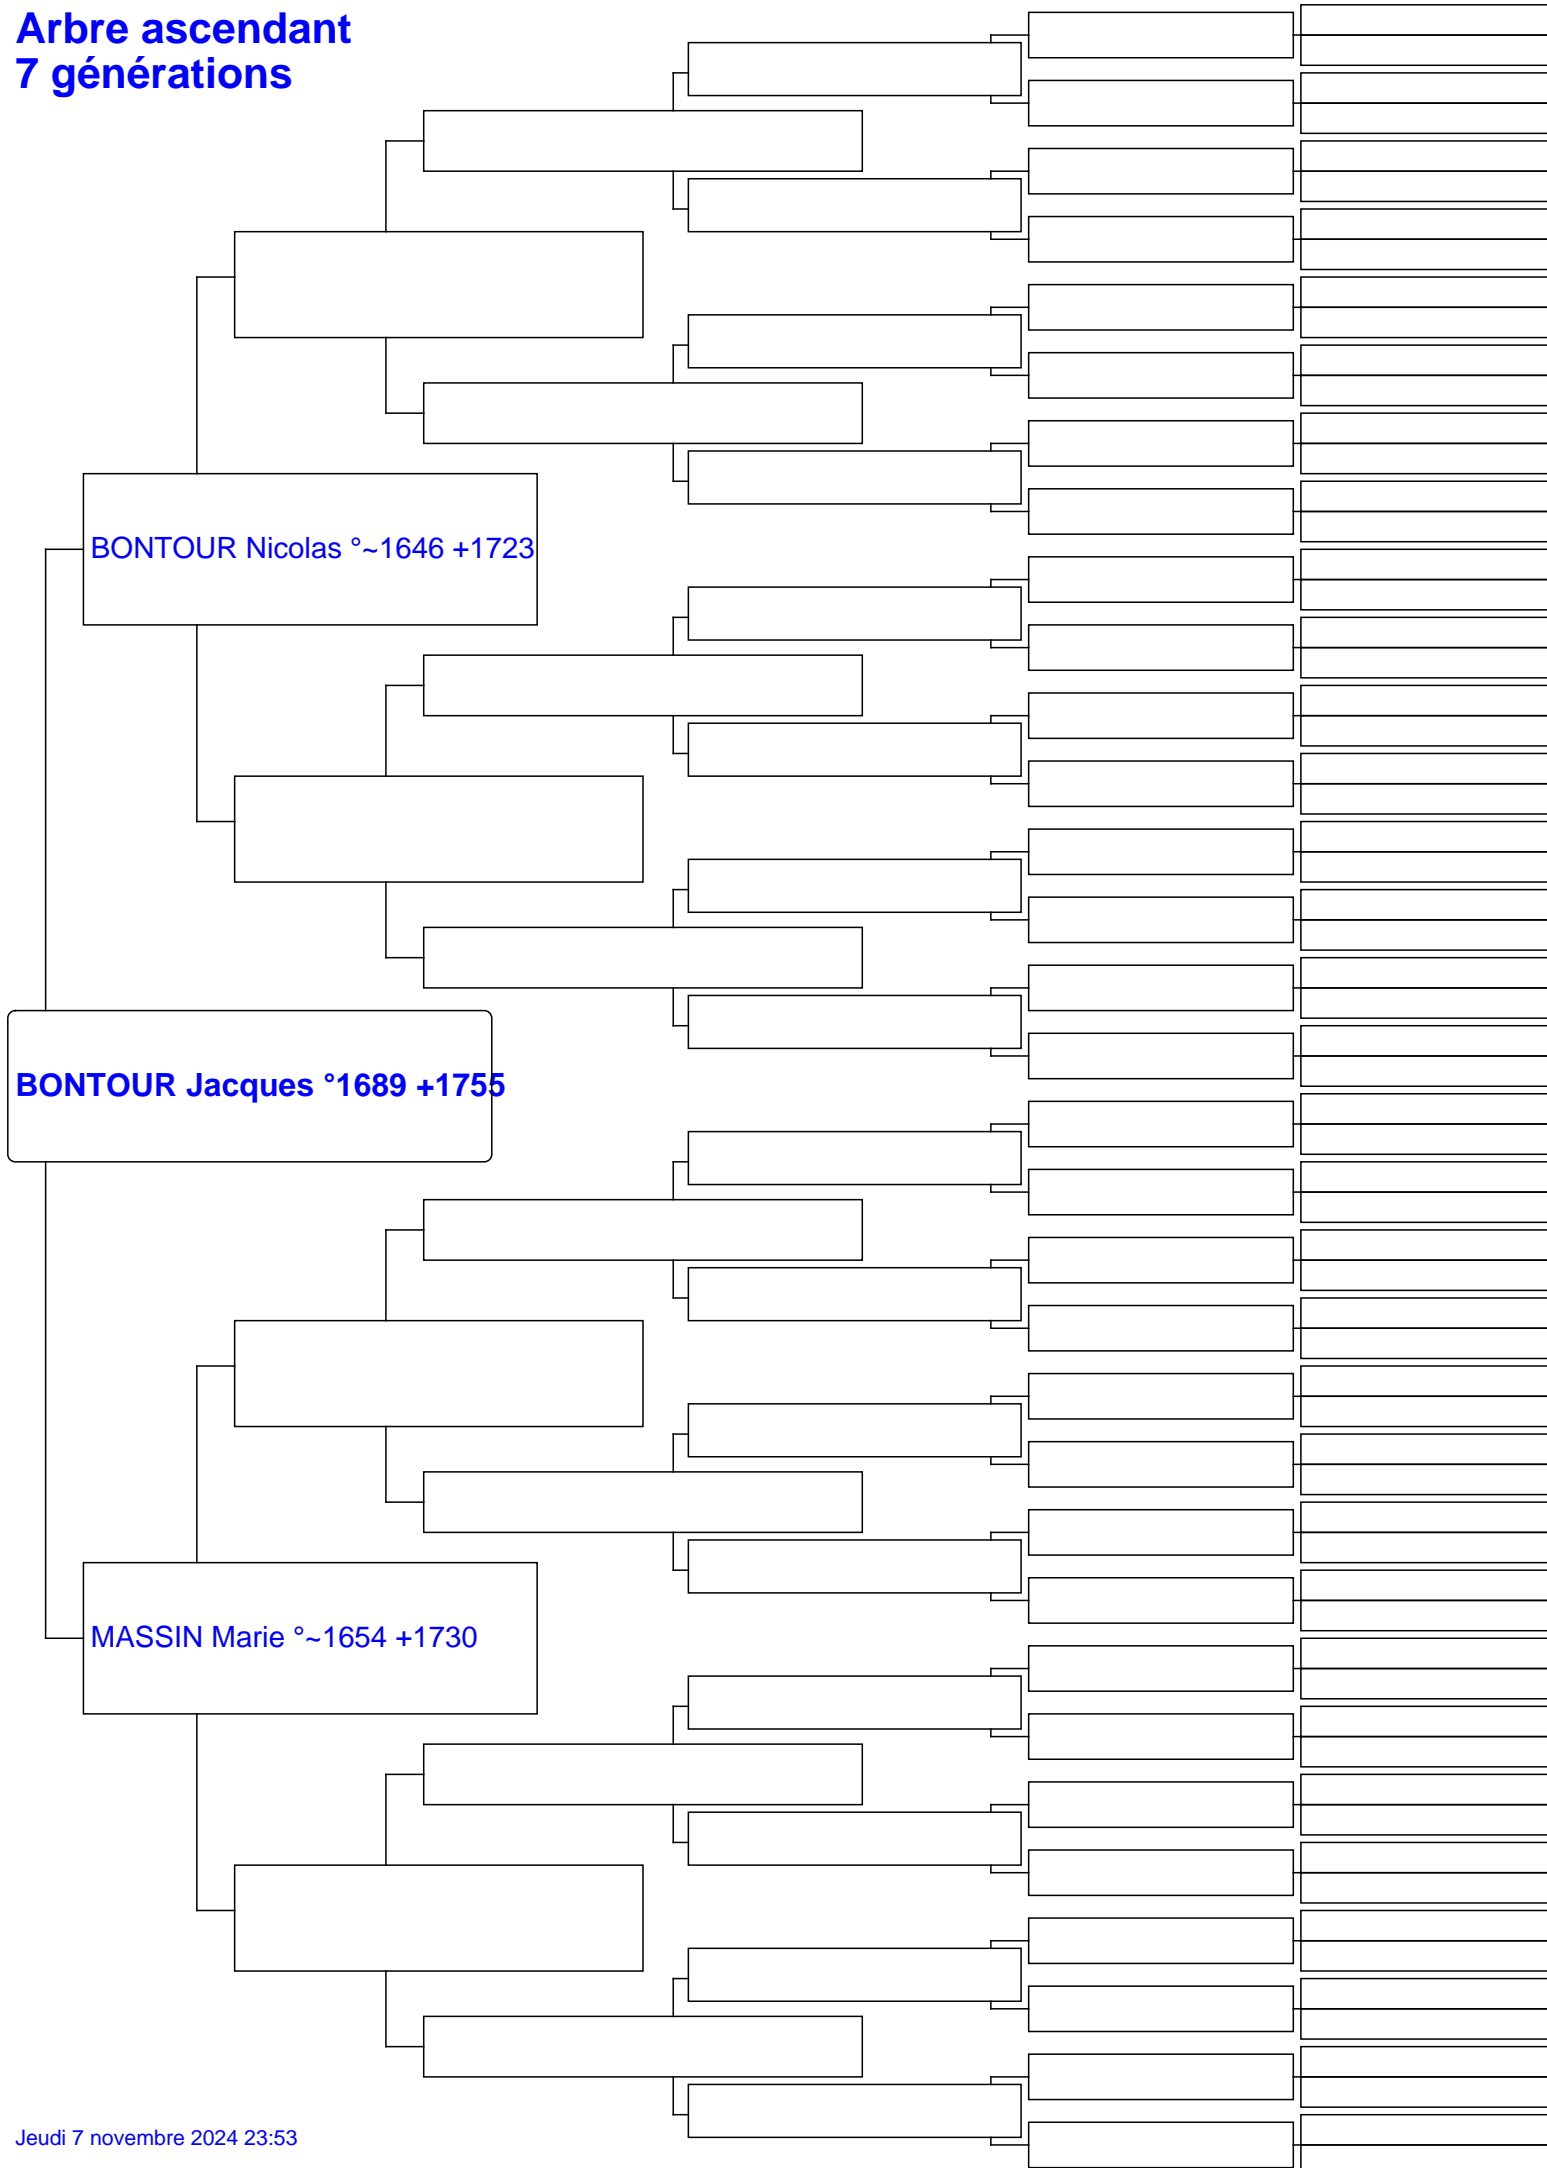 Arbre ascendant
7 générations
BONTOUR Nicolas °~1646 +1723
BONTOUR Jacques °1689 +1755
MASSIN Marie °~1654 +1730
Jeudi 7 novembre 2024 23:53